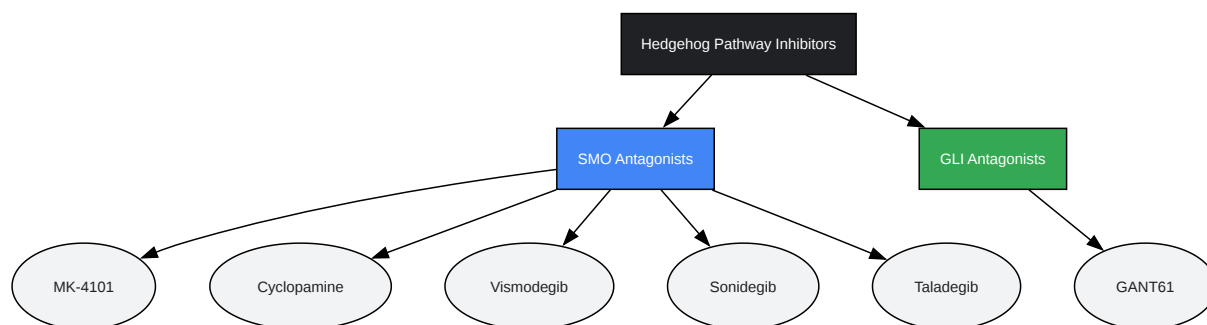 Hedgehog Pathway Inhibitors
SMO Antagonists
GLI Antagonists
MK-4101
Cyclopamine
Vismodegib
Sonidegib
Taladegib
GANT61